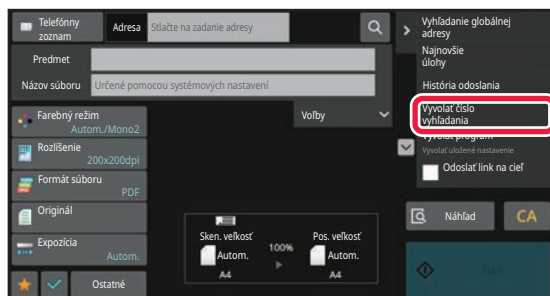 Telefónny
zoznam
Adresa
Stlačte na zadanie adresy
Predmet
Názov súboru
Určené pomocou systémových nastavení
Farebný režim
Autom./Mono2
Rozlíšenie
200x200dpi
Formát súboru
PDF
Originál
Expozícia
Autom.
Ostatné
Voľby
Sken. veľkosť
Autom.
A4
100%
Poz. veľkosť
Autom.
A4
Vyhľadanie globálnej
adresy
Najnovšie
úlohy
História odoslania
Vyvolať číslo
vyhľadania
Vyvolať program
Vyvolať uložené nastavenie
Odoslať link na cieľ
Náhľad
CA
Štart